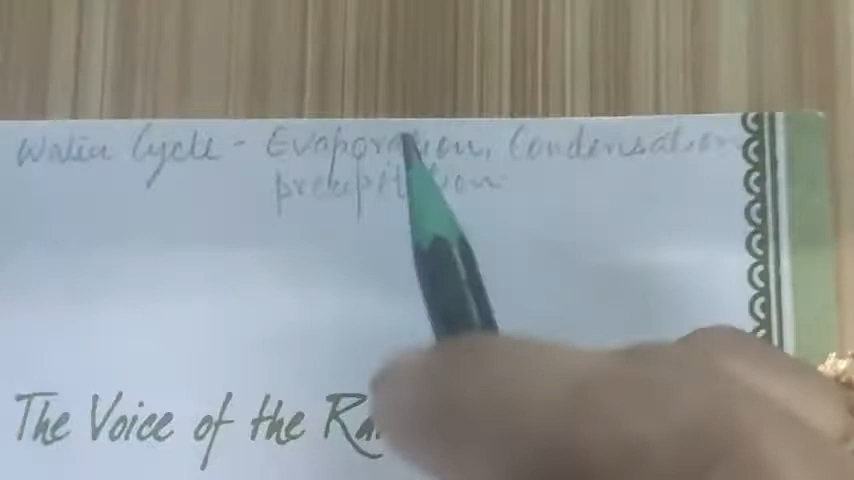 Water Cycle - Evaporation, Condensation
precipitation
The Voice of the